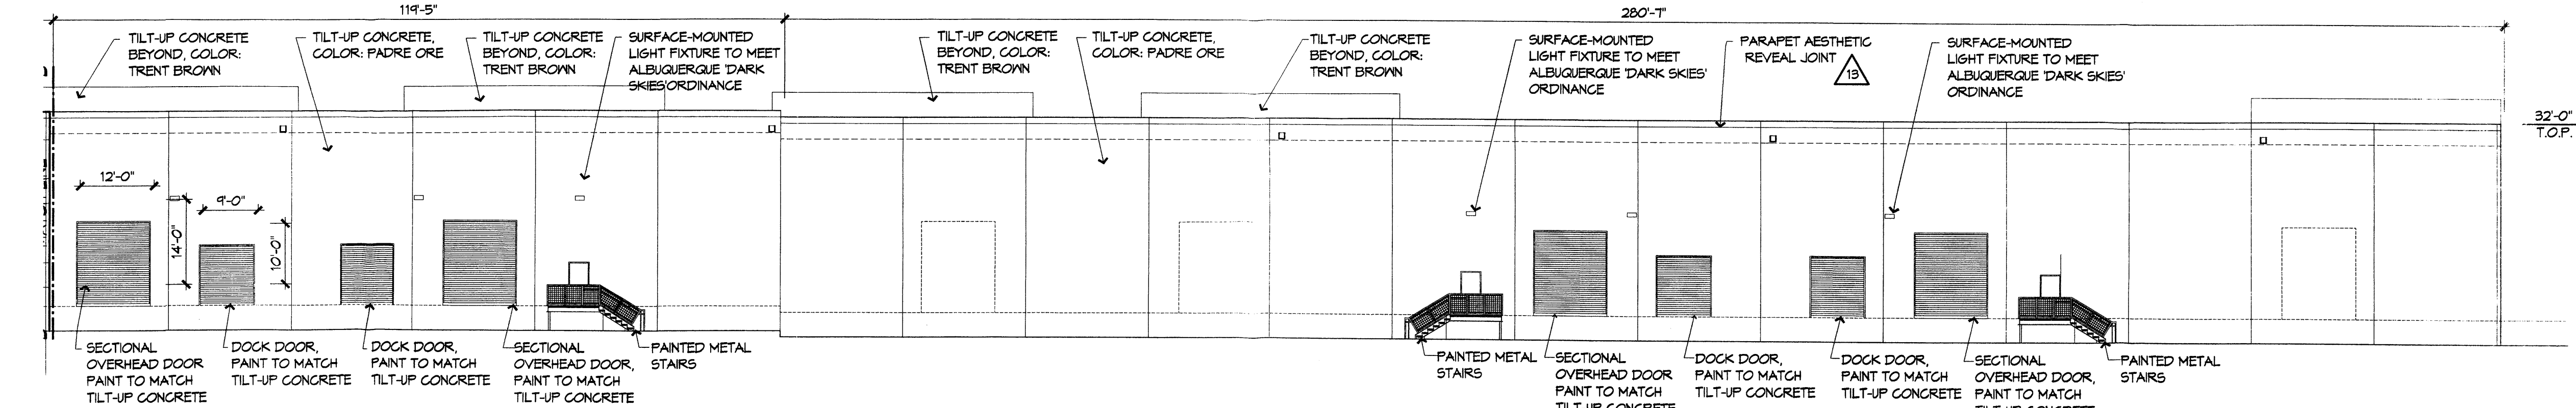 119'-5"
280'-7"
TILT-UP CONCRETE
BEYOND, COLOR:
TRENT BROWN
TILT-UP CONCRETE,
COLOR: PADRE ORE
TILT-UP CONCRETE
BEYOND, COLOR:
TRENT BROWN
SURFACE-MOUNTED
LIGHT FIXTURE TO MEET
ALBUQUERQUE 'DARK
SKIES'ORDINANCE
TILT-UP CONCRETE
BEYOND, COLOR:
TRENT BROWN
TILT-UP CONCRETE,
COLOR: PADRE ORE
TILT-UP CONCRETE
BEYOND, COLOR:
TRENT BROWN
SURFACE-MOUNTED
LIGHT FIXTURE TO MEET
ALBUQUERQUE 'DARK SKIES'
ORDINANCE
PARAPET AESTHETIC
REVEAL JOINT
13
SURFACE-MOUNTED
LIGHT FIXTURE TO MEET
ALBUQUERQUE 'DARK SKIES'
ORDINANCE
32'-0"
T.O.P.
12'-0"
9'-0"
14'-0"
10'-0"
SECTIONAL
OVERHEAD DOOR
PAINT TO MATCH
TILT-UP CONCRETE
DOCK DOOR,
PAINT TO MATCH
TILT-UP CONCRETE
DOCK DOOR,
PAINT TO MATCH
TILT-UP CONCRETE
SECTIONAL
OVERHEAD DOOR,
PAINT TO MATCH
TILT-UP CONCRETE
PAINTED METAL
STAIRS
PAINTED METAL
STAIRS
SECTIONAL
OVERHEAD DOOR
PAINT TO MATCH
TILT-UP CONCRETE
DOCK DOOR,
PAINT TO MATCH
TILT-UP CONCRETE
DOCK DOOR,
PAINT TO MATCH
TILT-UP CONCRETE
SECTIONAL
OVERHEAD DOOR,
PAINT TO MATCH
TILT-UP CONCRETE
PAINTED METAL
STAIRS